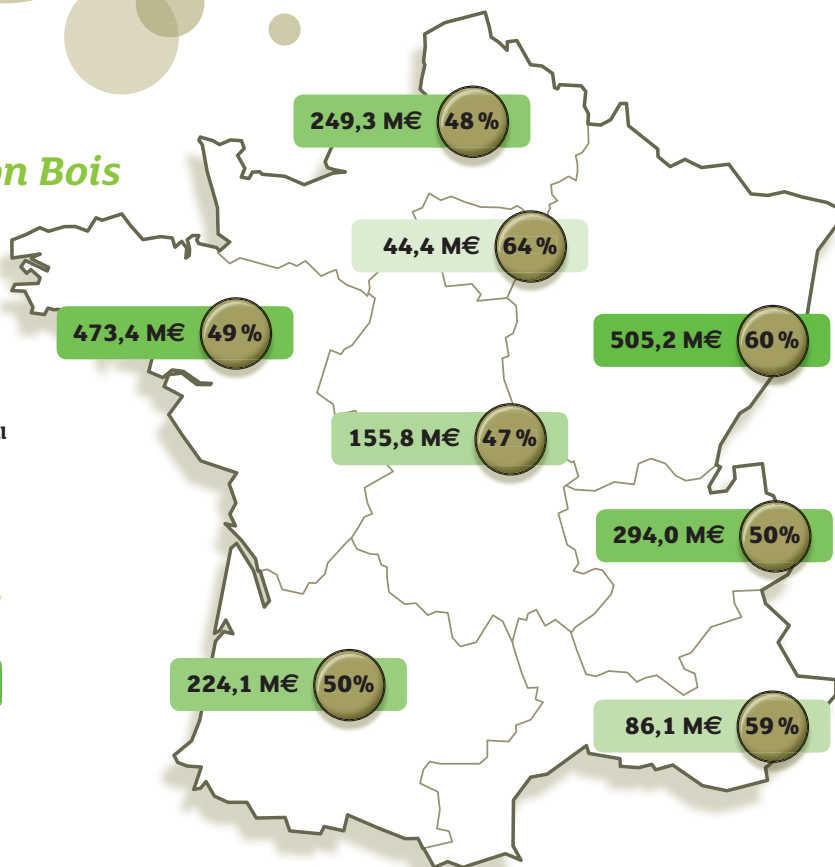 249,3 M€ 48 %
on Bois
44,4 M€ 64 %
473,4 M€ 49 %
505,2 M€ 60 %
155,8 M€ 47 %
294,0 M€ 50%
224,1 M€ 50%
86,1 M€ 59 %